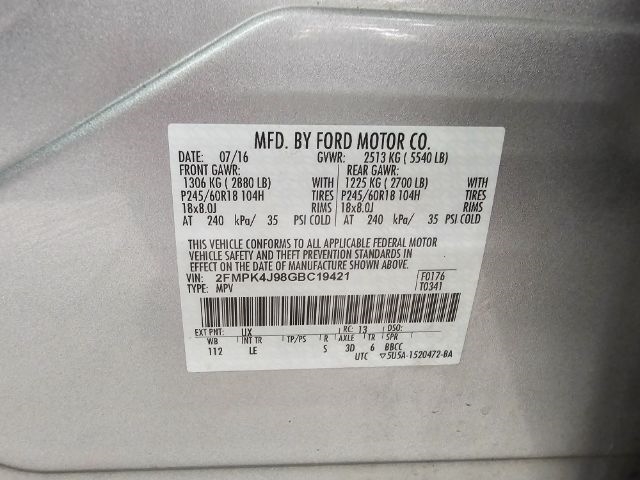 MFD. BY FORD MOTOR CO.
DATE: 07/16 GVWR: 2513 KG ( 5540 LB)
FRONT GAWR: REAR GAWR:
1306 KG ( 2880 LB) WITH 1225 KG ( 2700 LB) WITH
P245/60R18 104H TIRES P245/60R18 104H TIRES
18x8.0J RIMS 18x8.0J RIMS
AT 240 kPa/ 35 PSI COLD AT 240 kPa/ 35 PSI COLD
THIS VEHICLE CONFORMS TO ALL APPLICABLE FEDERAL MOTOR
VEHICLE SAFETY AND THEFT PREVENTION STANDARDS IN
EFFECT ON THE DATE OF MANUFACTURE SHOWN ABOVE.
VIN: 2FMPK4J98GBC19421 F0176
TYPE: MPV T0341
EXT PNT: UX RC: 13 DSO:
WB INT TR TP/PS R AXLE TR SPR
112 LE S 3D 6 BBCC
UTC ▽5U5A-1520472-BA